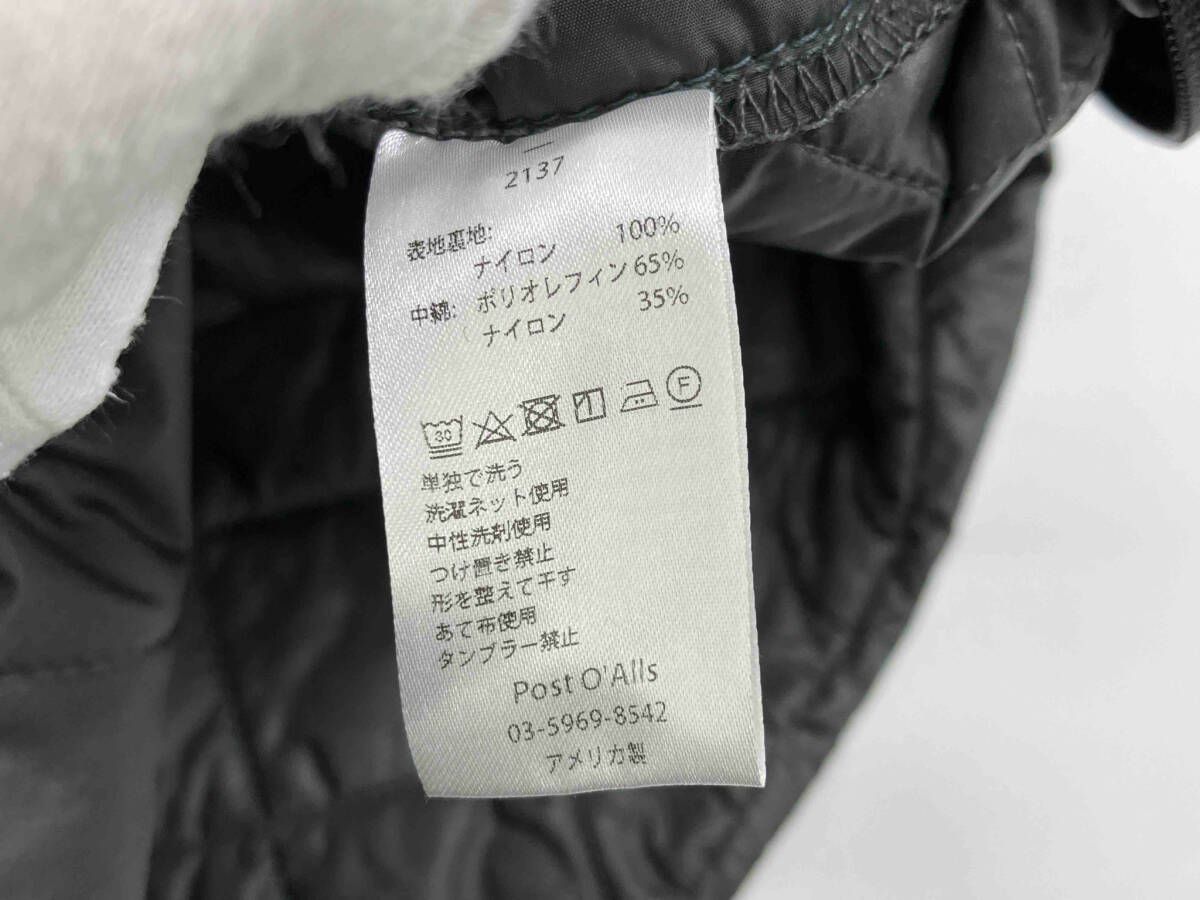 2137
表地裏地:
ナイロン 100%
中綿: ポリオレフィン 65%
ナイロン 35%
30 F
単独で洗う
洗濯ネット使用
中性洗剤使用
つけ置き禁止
形を整えて干す
あて布使用
タンブラー禁止
Post O'Alls
03-5969-8542
アメリカ製